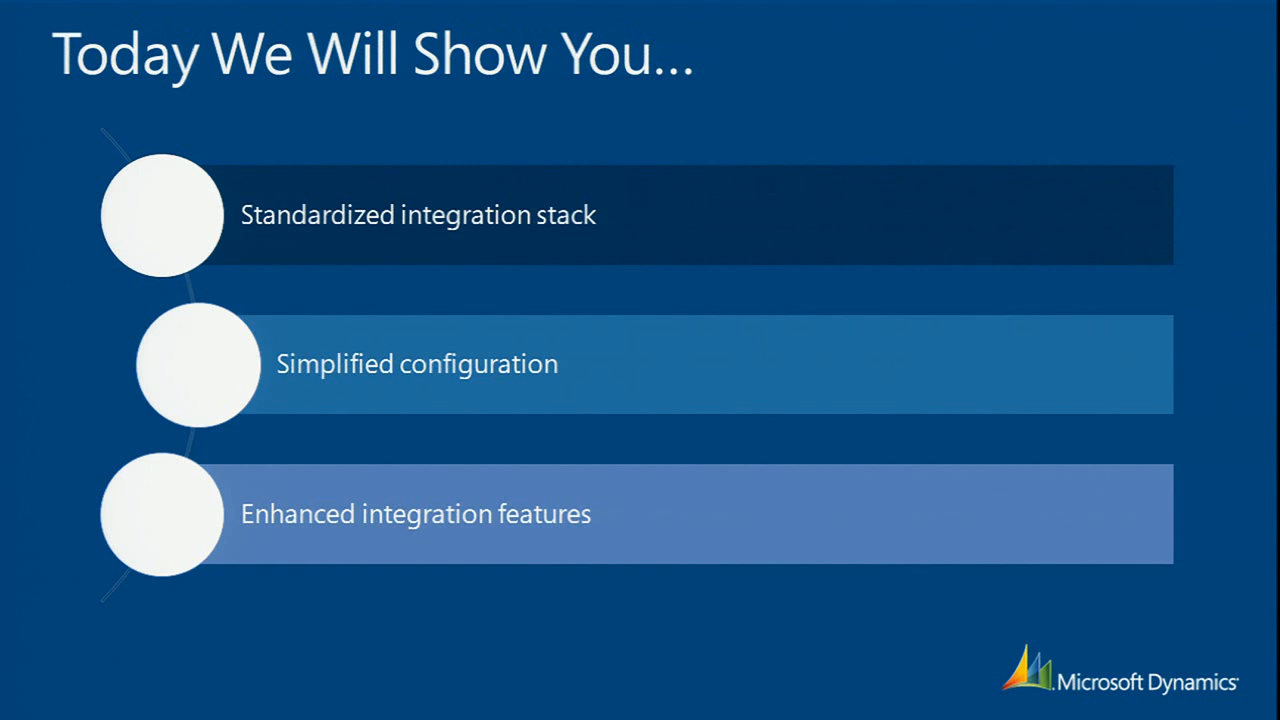 Today We Will Show You...
Standardized integration stack
Simplified configuration
Enhanced integration features
Microsoft Dynamics